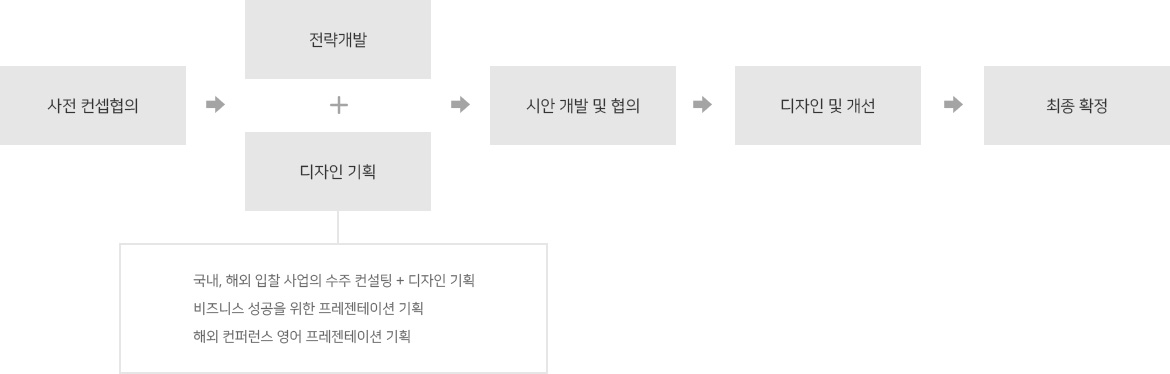 사전 컨셉협의
전략개발
+
디자인 기획
시안 개발 및 협의
디자인 및 개선
최종 확정
국내, 해외 입찰 사업의 수주 컨설팅 + 디자인 기획
비즈니스 성공을 위한 프레젠테이션 기획
해외 컨퍼런스 영어 프레젠테이션 기획